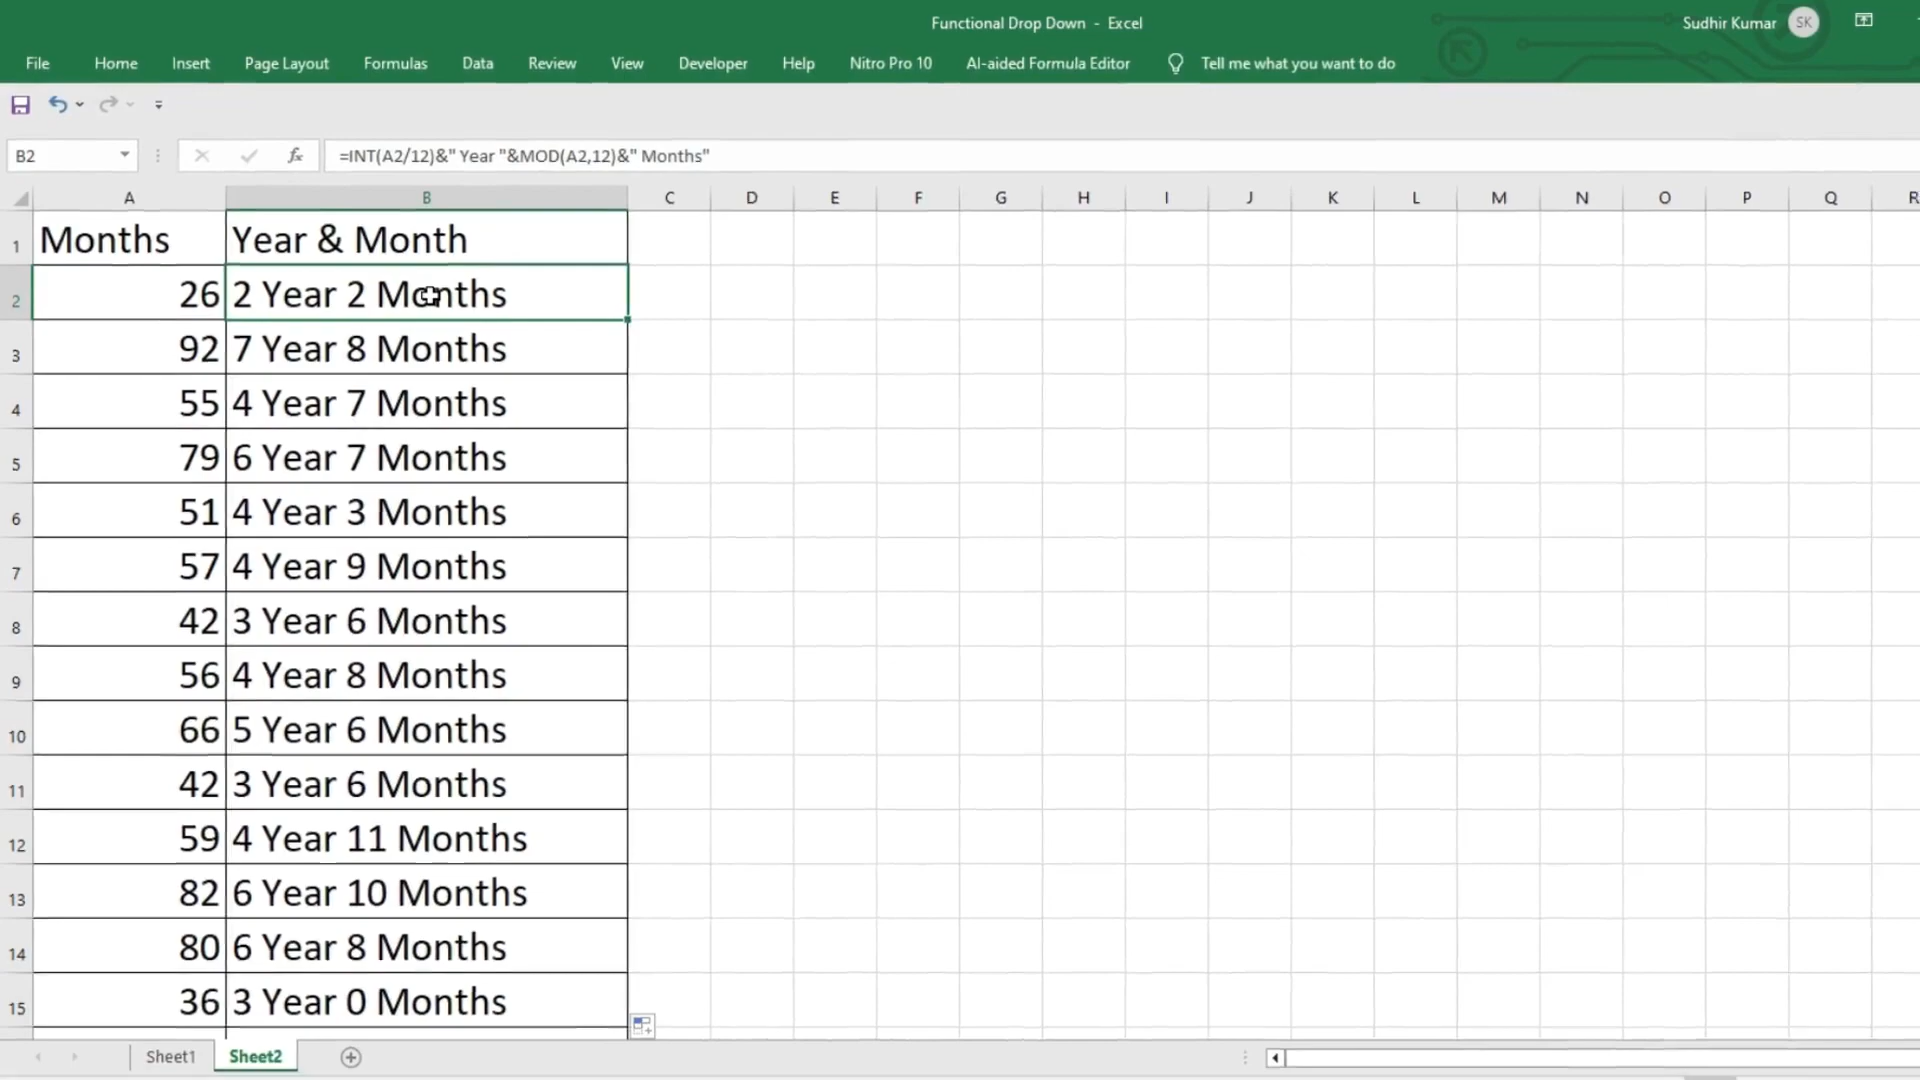 Functional Drop Down - Excel
Sudhir Kumar SK
File Home Insert Page Layout Formulas Data Review View Developer Help Nitro Pro 10 AI-aided Formula Editor Tell me what you want to do
B2 fx =INT(A2/12)&" Year "&MOD(A2,12)&" Months"
A B C D E F G H I J K L M N O P Q R
1 Months Year & Month
2 26 2 Year 2 Months
3 92 7 Year 8 Months
4 55 4 Year 7 Months
5 79 6 Year 7 Months
6 51 4 Year 3 Months
7 57 4 Year 9 Months
8 42 3 Year 6 Months
9 56 4 Year 8 Months
10 66 5 Year 6 Months
11 42 3 Year 6 Months
12 59 4 Year 11 Months
13 82 6 Year 10 Months
14 80 6 Year 8 Months
15 36 3 Year 0 Months
Sheet1 Sheet2